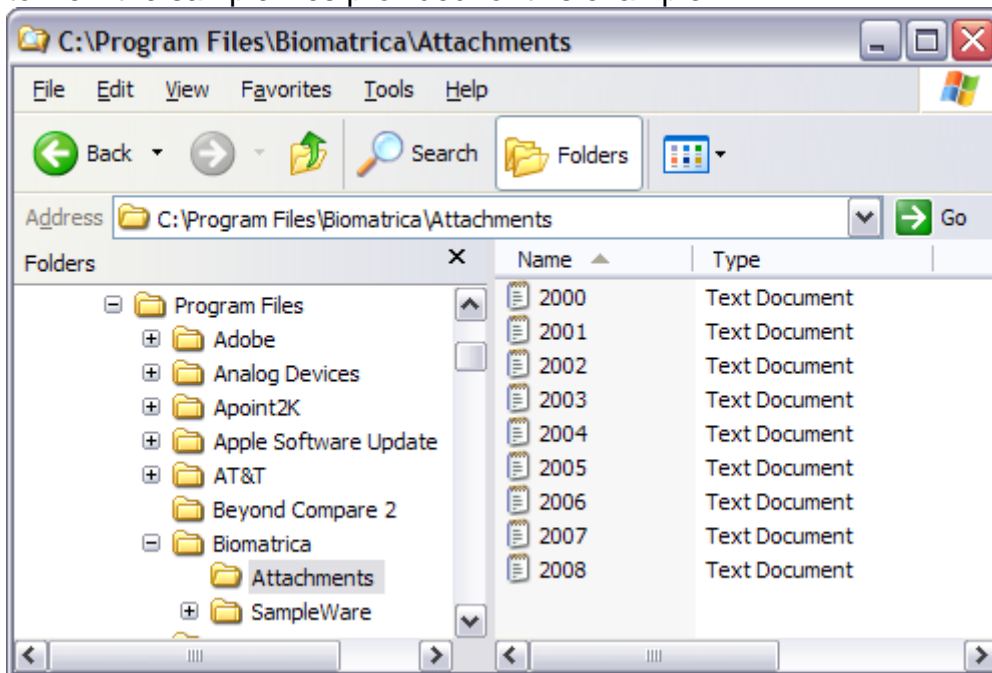 C:\Program Files\Biomatrica\Attachments
File Edit View Favorites Tools Help
Back Search Folders
Address C:\Program Files\Biomatrica\Attachments Go
Folders x Name Type
Program Files
Adobe
Analog Devices
Apoint2K
Apple Software Update
AT&T
Beyond Compare 2
Biomatrica
Attachments
SampleWare
2000 Text Document
2001 Text Document
2002 Text Document
2003 Text Document
2004 Text Document
2005 Text Document
2006 Text Document
2007 Text Document
2008 Text Document